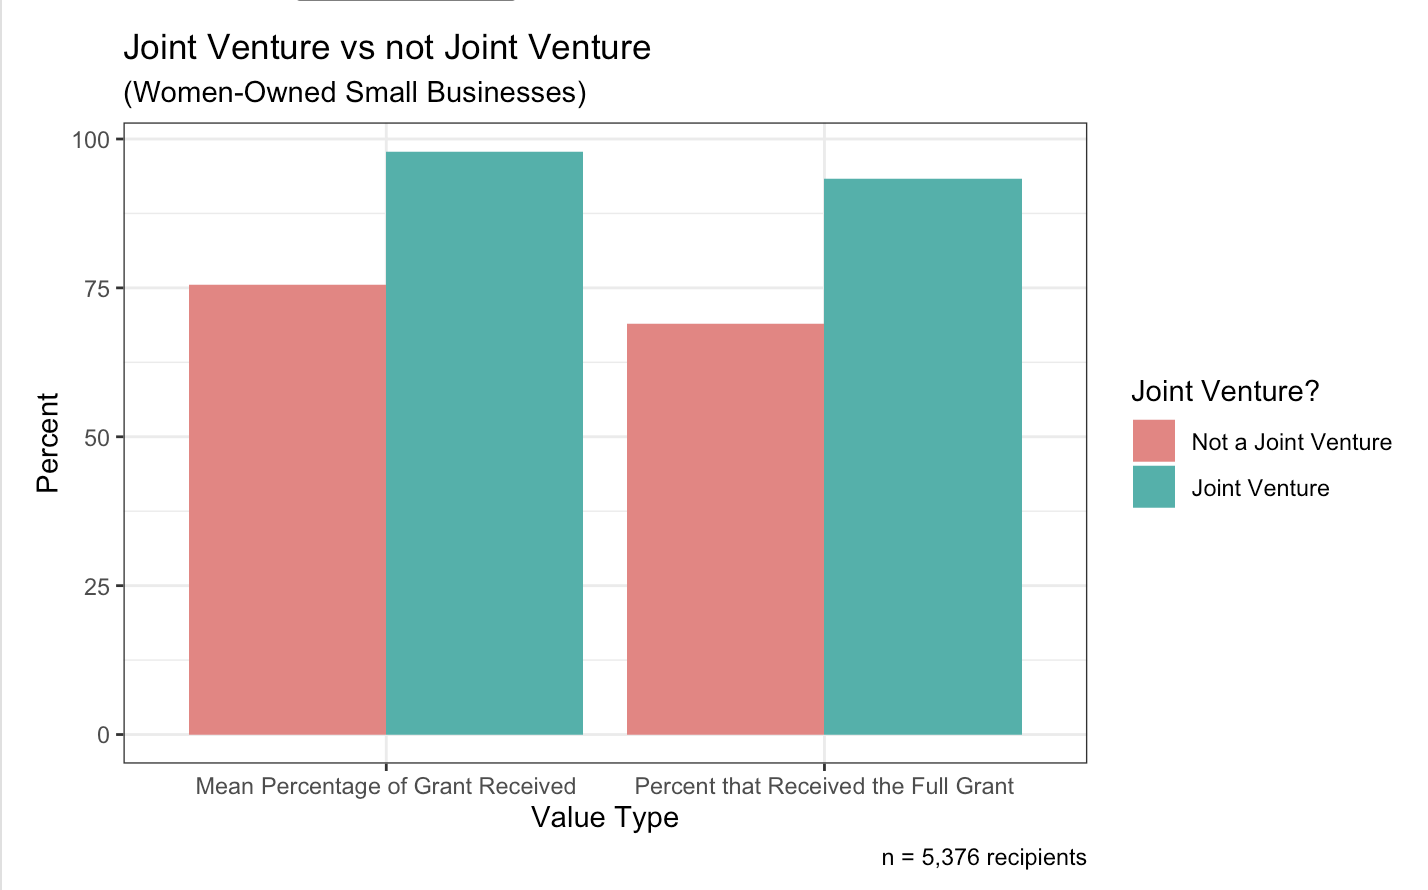 Joint Venture vs not Joint Venture
(Women-Owned Small Businesses)
100
75
50
25
0
Percent
Mean Percentage of Grant Received
Percent that Received the Full Grant
Value Type
Joint Venture?
Not a Joint Venture
Joint Venture
n = 5,376 recipients